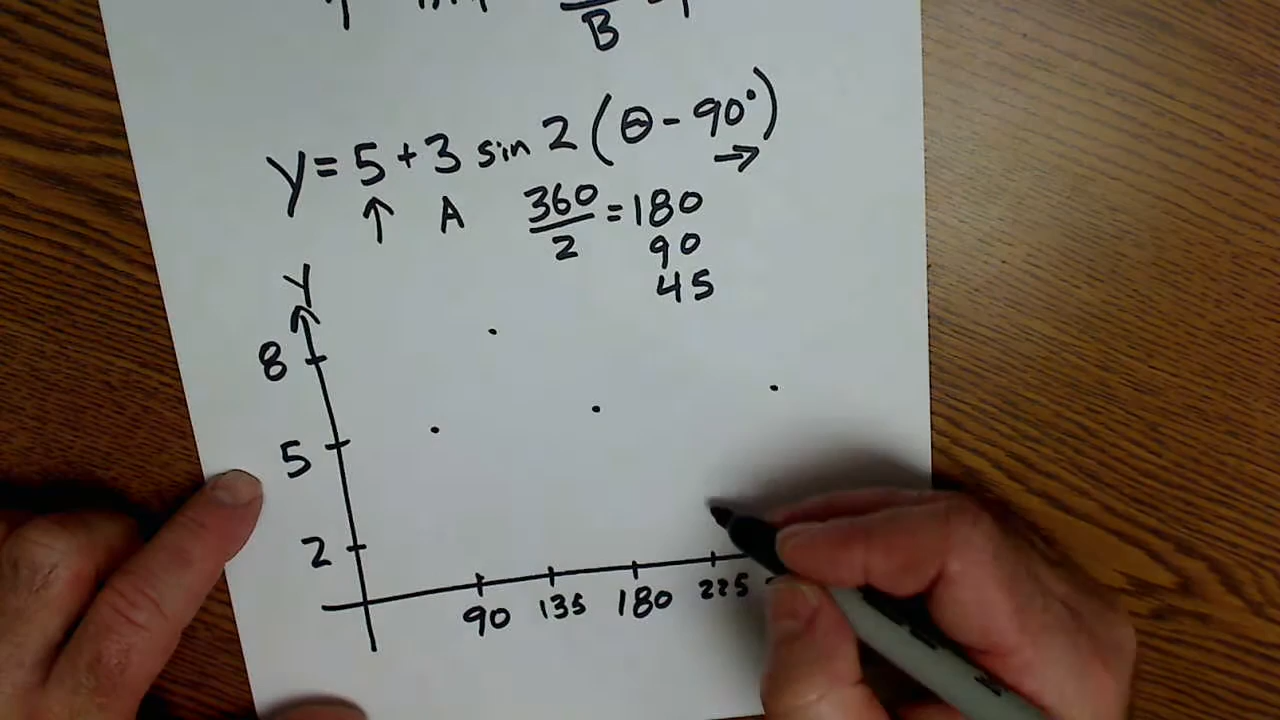 B
y = 5 + 3 sin 2 (θ - 90°)
↑ A 360/2 = 180 →
90
45
y
8
5
2
90 135 180 225